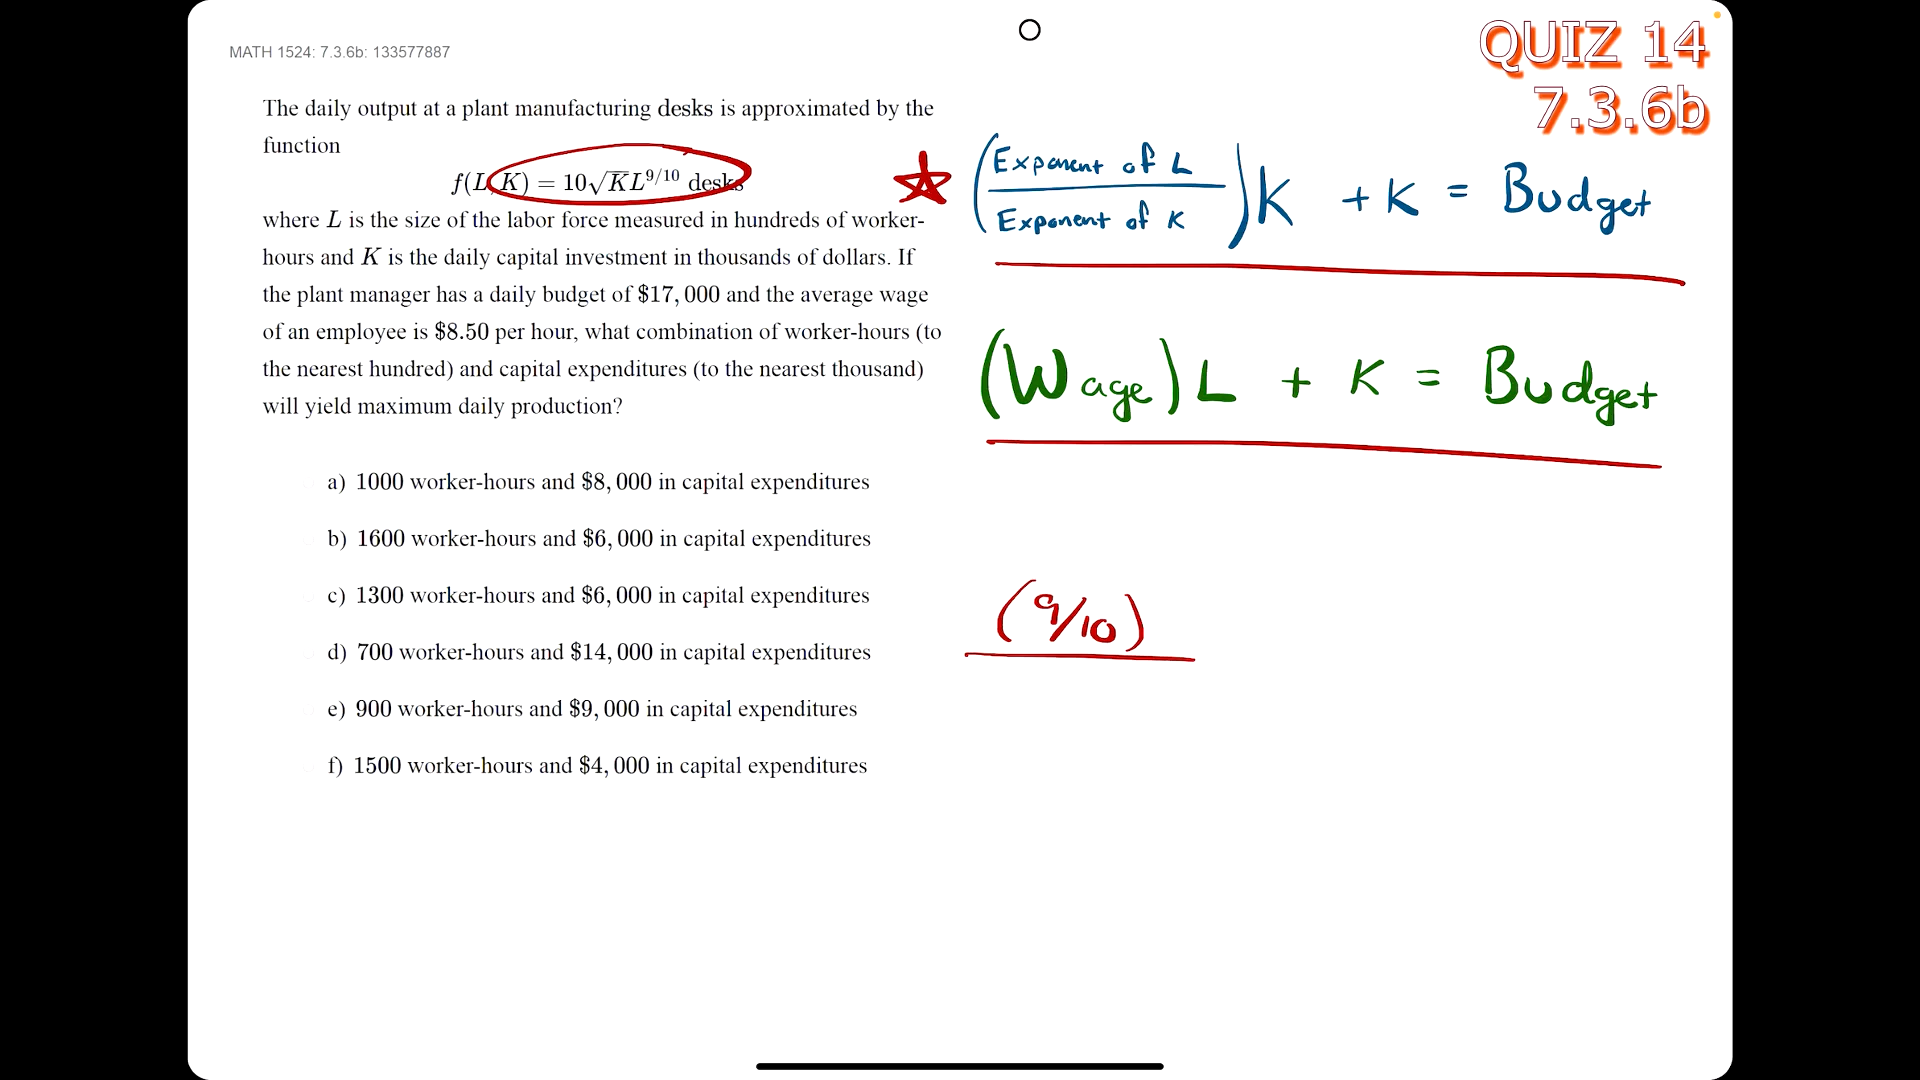 MATH 1524: 7.3.6b: 133577887
QUIZ 14
7.3.6b
The daily output at a plant manufacturing desks is approximated by the
function
f(L, K) = 10√K L^{9/10} desks
where L is the size of the labor force measured in hundreds of worker-
hours and K is the daily capital investment in thousands of dollars. If
the plant manager has a daily budget of $17,000 and the average wage
of an employee is $8.50 per hour, what combination of worker-hours (to
the nearest hundred) and capital expenditures (to the nearest thousand)
will yield maximum daily production?
a) 1000 worker-hours and $8,000 in capital expenditures
b) 1600 worker-hours and $6,000 in capital expenditures
c) 1300 worker-hours and $6,000 in capital expenditures
d) 700 worker-hours and $14,000 in capital expenditures
e) 900 worker-hours and $9,000 in capital expenditures
f) 1500 worker-hours and $4,000 in capital expenditures
(Exponent of L / Exponent of K) K + K = Budget
(Wage) L + K = Budget
(9/10)